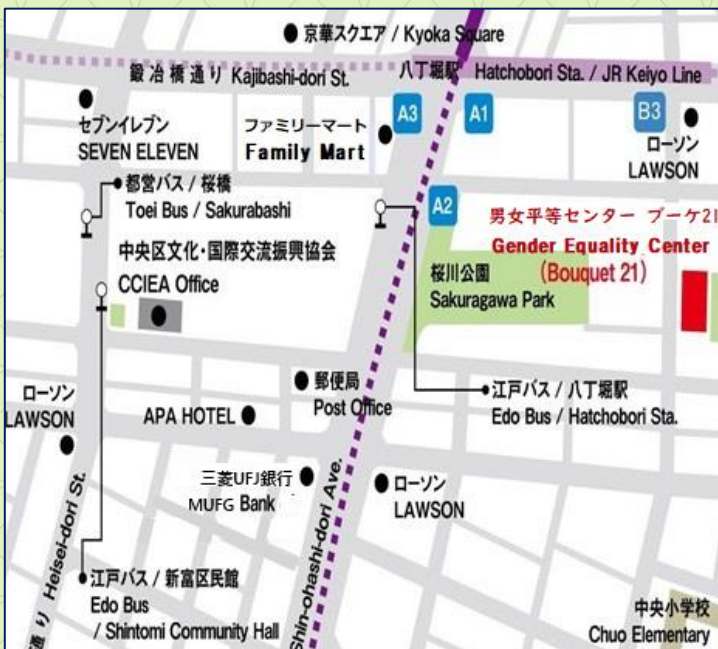 京華スクエア / Kyoka Square
鍛冶橋通り Kajibashi-dori St.
八丁堀駅 Hatchobori Sta. / JR Keiyo Line
セブンイレブン
SEVEN ELEVEN
ファミリーマート
Family Mart
A3
A1
B3
ローソン
LAWSON
都営バス / 桜橋
Toei Bus / Sakurabashi
A2
男女平等センター ブーケ21
Gender Equality Center
(Bouquet 21)
中央区文化・国際交流振興協会
CCIEA Office
桜川公園
Sakuragawa Park
郵便局
Post Office
江戸バス / 八丁堀駅
Edo Bus / Hatchobori Sta.
ローソン
LAWSON
APA HOTEL
三菱UFJ銀行
MUFG Bank
ローソン
LAWSON
通り Heisei-dori St.
Shin-ohashi-dori Ave.
江戸バス / 新富区民館
Edo Bus
/ Shintomi Community Hall
中央小学校
Chuo Elementary